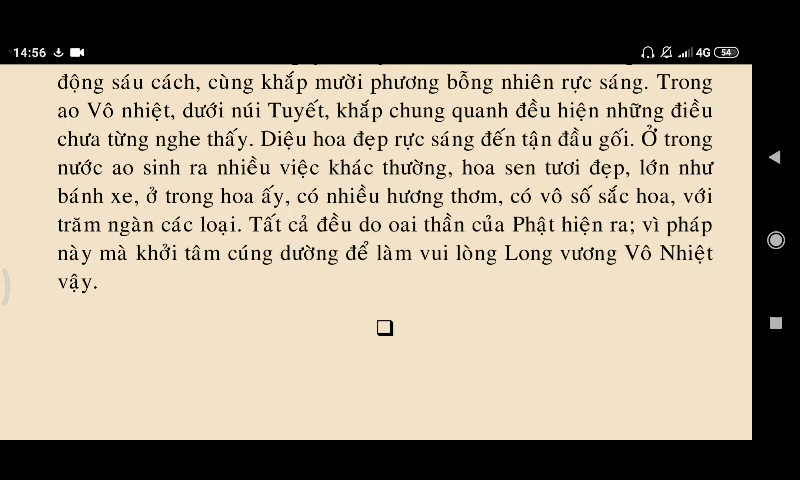 14:56
4G 54
động sáu cách, cùng khắp mười phương bỗng nhiên rực sáng. Trong
ao Vô nhiệt, dưới núi Tuyết, khắp chung quanh đều hiện những điều
chưa từng nghe thấy. Diệu hoa đẹp rực sáng đến tận đầu gối. Ở trong
nước ao sinh ra nhiều việc khác thường, hoa sen tươi đẹp, lớn như
bánh xe, ở trong hoa ấy, có nhiều hương thơm, có vô số sắc hoa, với
trăm ngàn các loại. Tất cả đều do oai thần của Phật hiện ra; vì pháp
này mà khởi tâm cúng dường để làm vui lòng Long vương Vô Nhiệt
vậy.